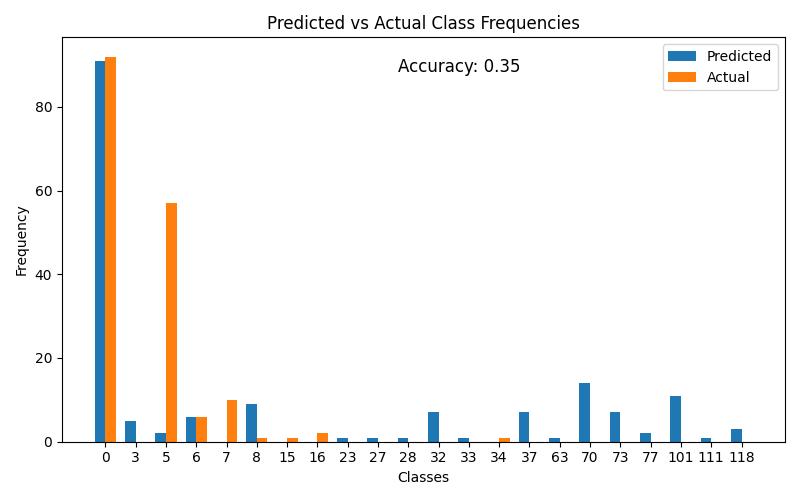 Predicted vs Actual Class Frequencies
Accuracy: 0.35
Predicted
Actual
Frequency
80
60
40
20
0
0 3 5 6 7 8 15 16 23 27 28 32 33 34 37 63 70 73 77 101 111 118
Classes